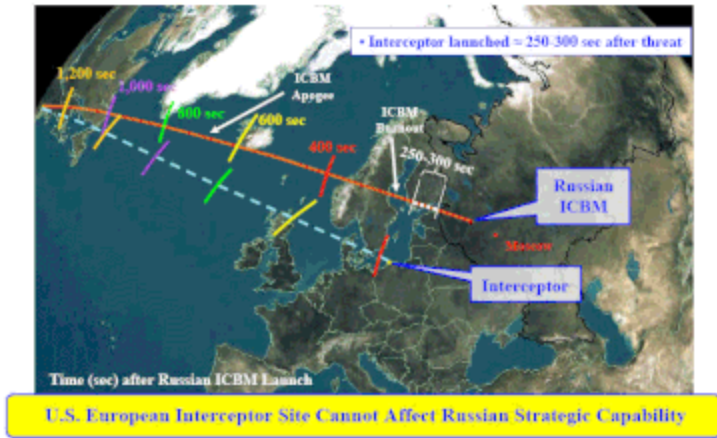 • Interceptor launched ≈ 250-300 sec after threat
1,200 sec
1,000 sec
800 sec
ICBM
Apogee
600 sec
400 sec
ICBM
Burnout
250-300 sec
Russian
ICBM
Moscow
Interceptor
Time (sec) after Russian ICBM Launch
U.S. European Interceptor Site Cannot Affect Russian Strategic Capability